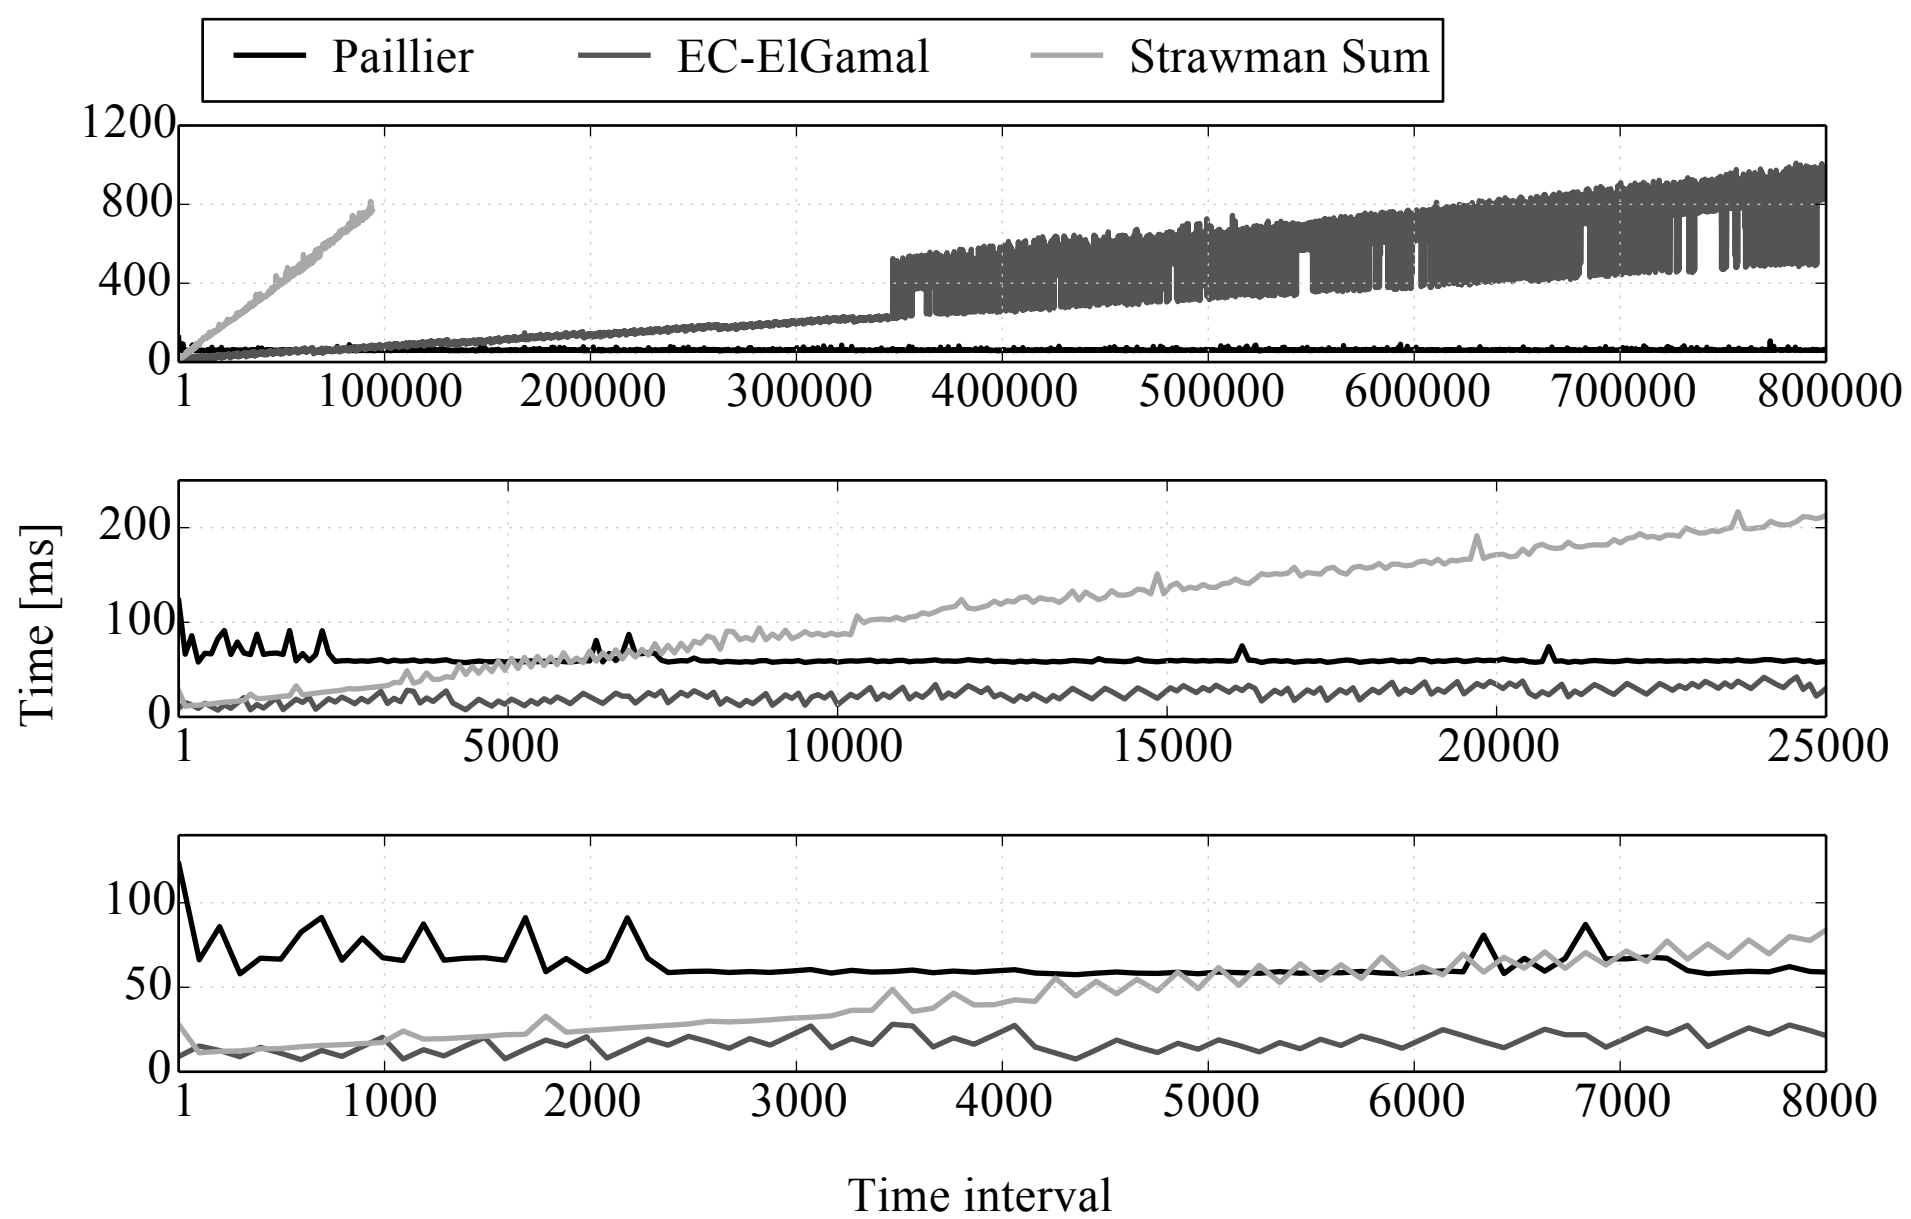 Paillier EC-ElGamal Strawman Sum
1200
800
400
0
1 100000 200000 300000 400000 500000 600000 700000 800000
200
100
0
1 5000 10000 15000 20000 25000
Time [ms]
100
50
0
1 1000 2000 3000 4000 5000 6000 7000 8000
Time interval